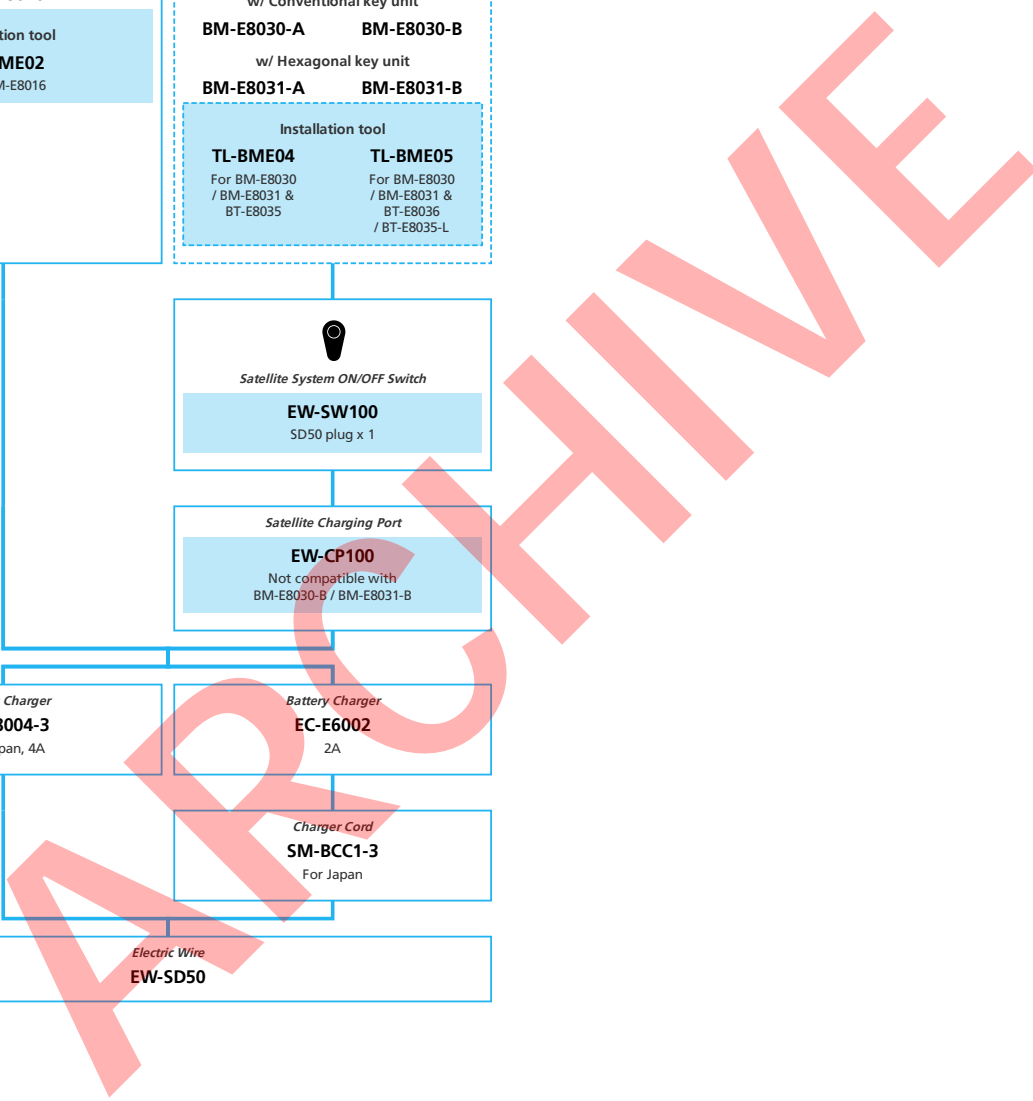 tion tool
ME02
M-E8016
w/ Conventional key unit
BM-E8030-A BM-E8030-B
w/ Hexagonal key unit
BM-E8031-A BM-E8031-B
Installation tool
TL-BME04 TL-BME05
For BM-E8030 For BM-E8030
/ BM-E8031 & / BM-E8031 &
BT-E8035 BT-E8036
/ BT-E8035-L
Satellite System ON/OFF Switch
EW-SW100
SD50 plug x 1
Satellite Charging Port
EW-CP100
Not compatible with
BM-E8030-B / BM-E8031-B
Charger
8004-3
pan, 4A
Battery Charger
EC-E6002
2A
Charger Cord
SM-BCC1-3
For Japan
Electric Wire
EW-SD50
ARCHIVE